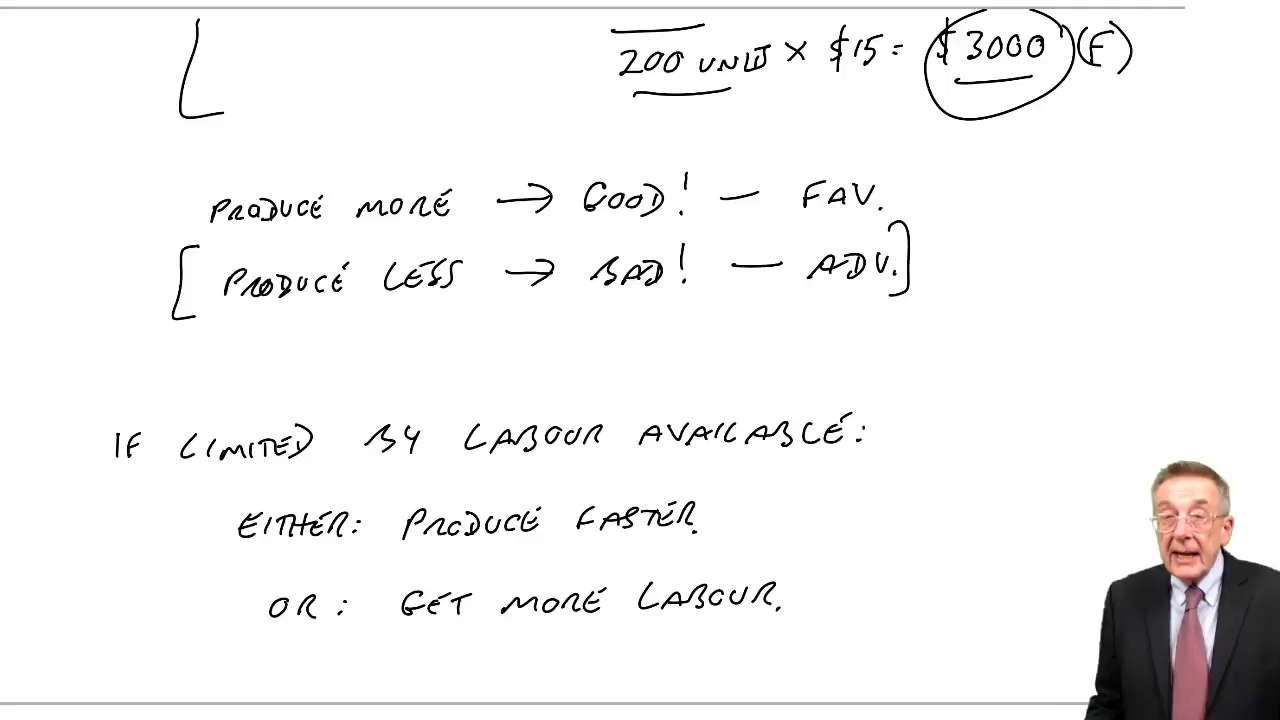 200 UNITS × $15 = $3000 (F)
PRODUCE MORE → GOOD! — FAV.
[PRODUCE LESS → BAD! — ADV.]
IF LIMITED BY LABOUR AVAILABLE:
EITHER: PRODUCE FASTER.
OR: GET MORE LABOUR.